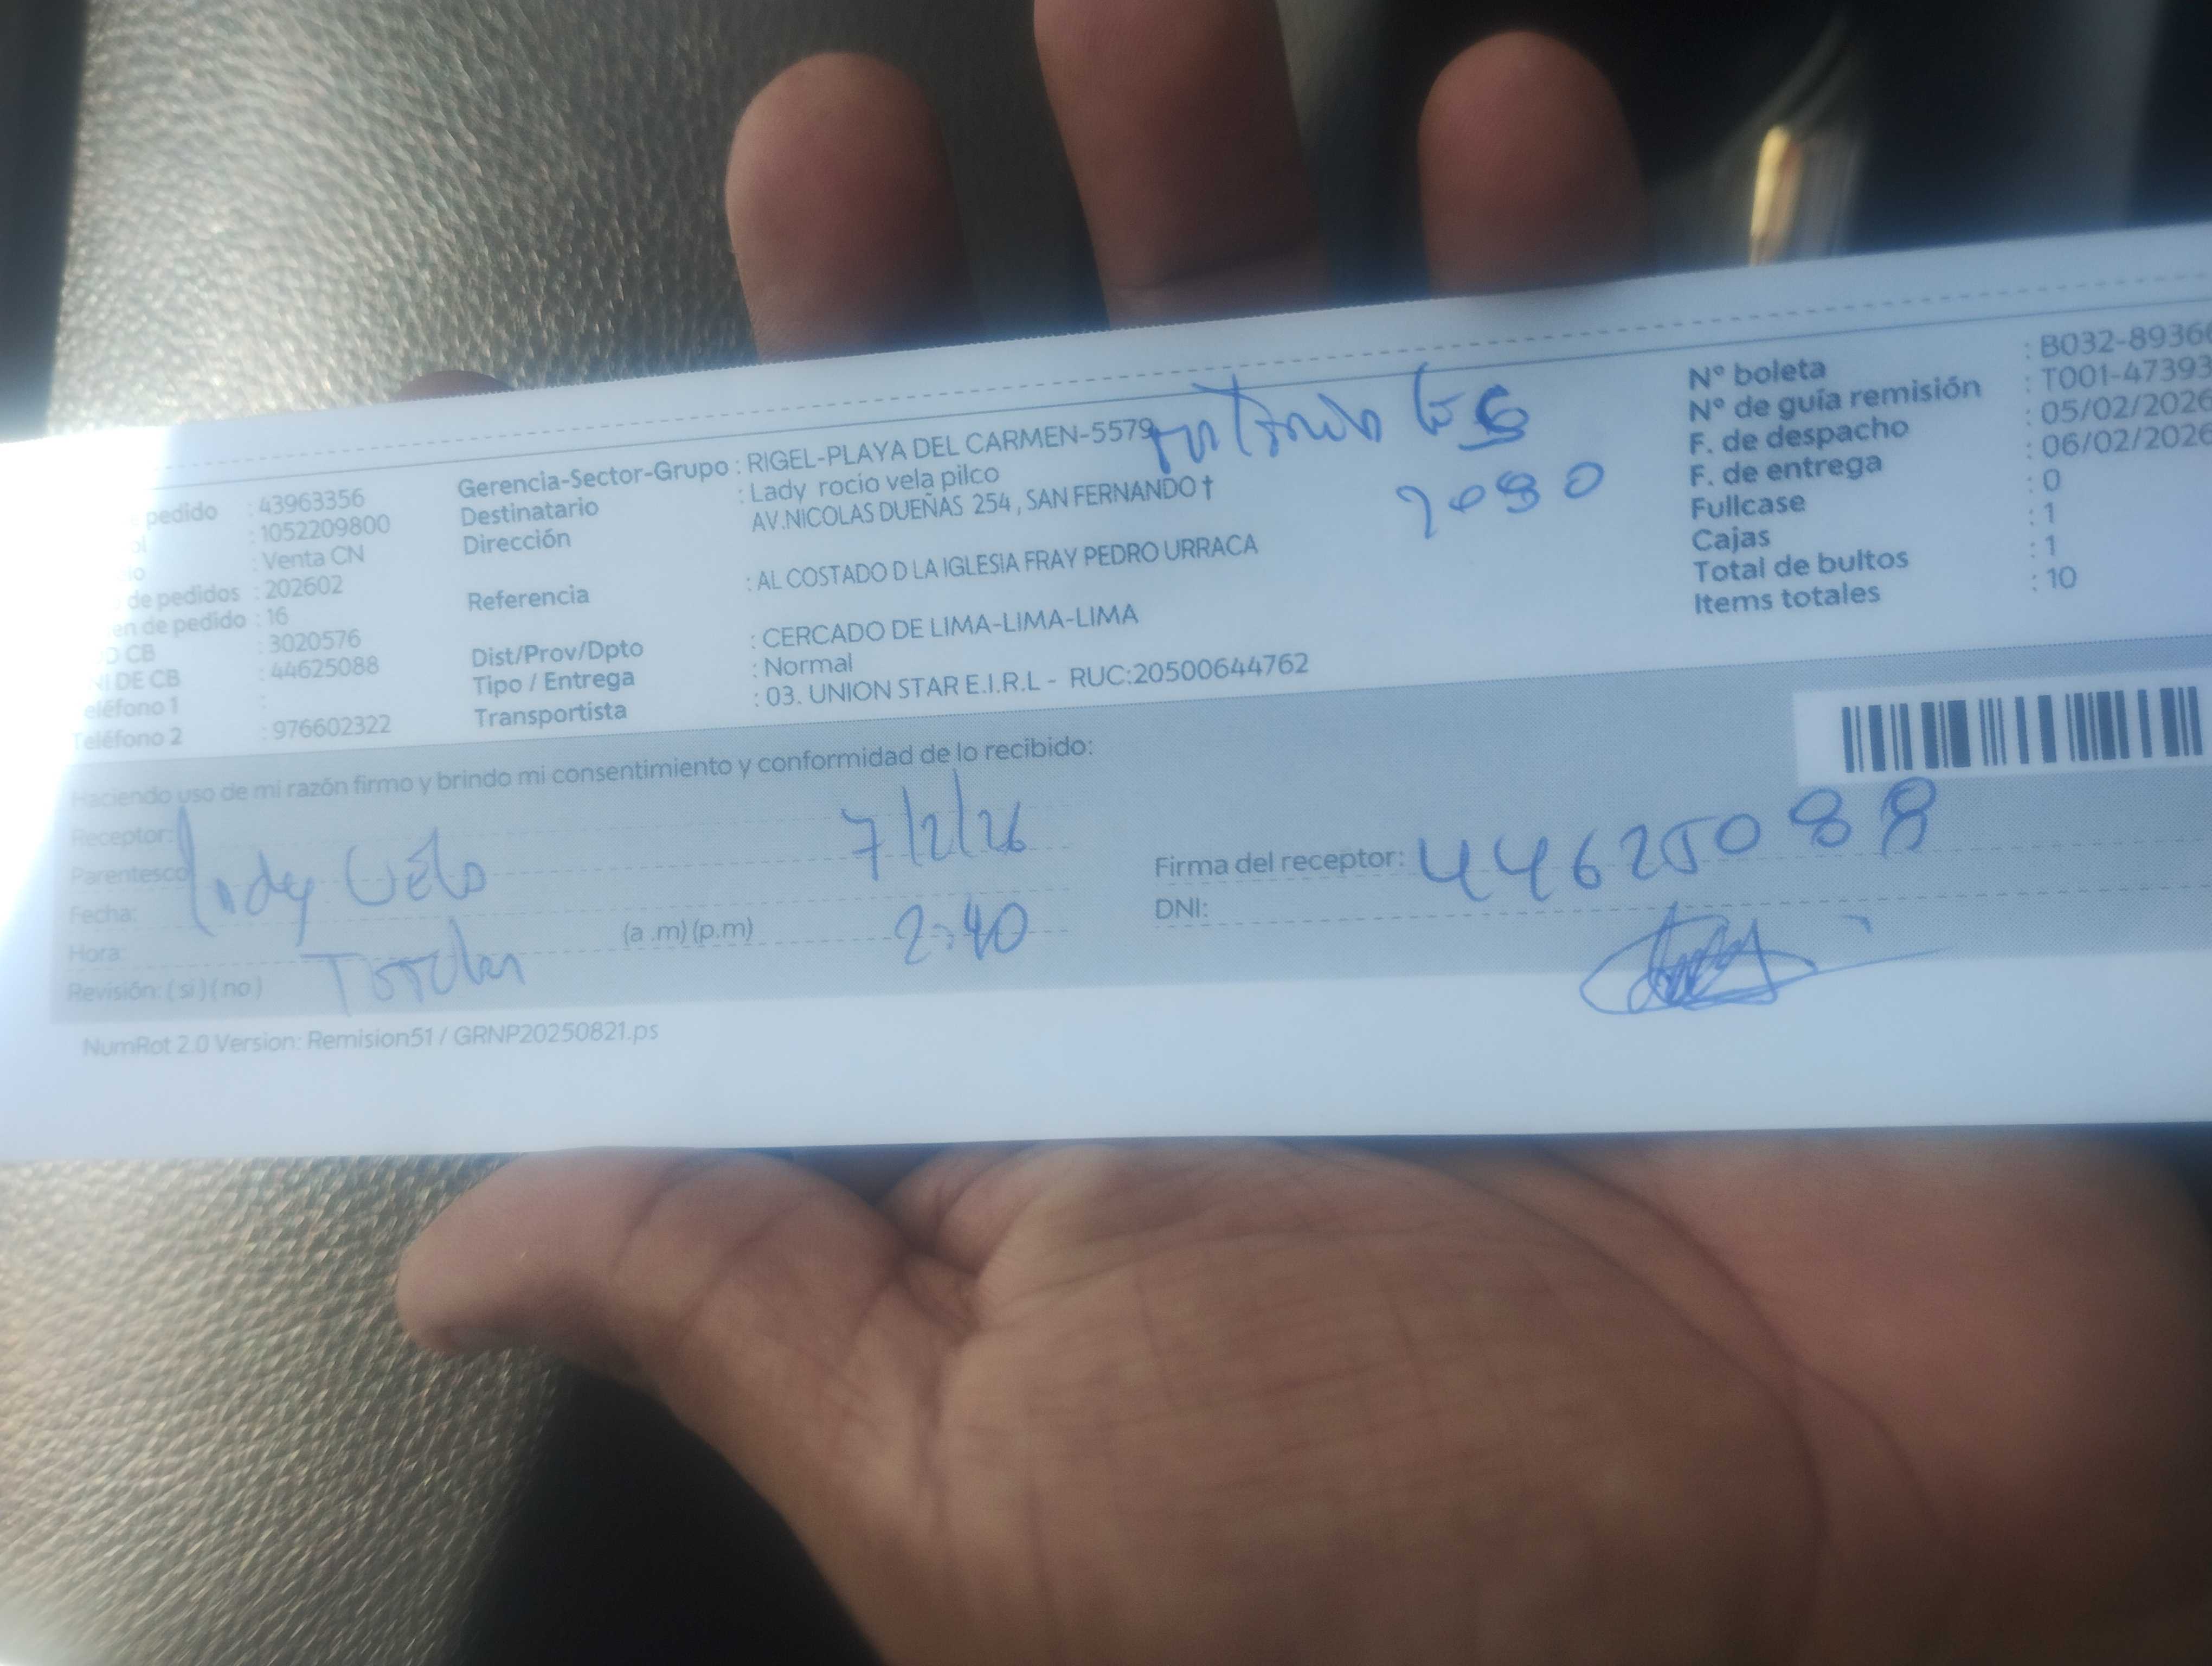 pedido : 43963356
: 1052209800
: Venta CN
de pedidos : 202602
en de pedido : 16
CB : 3020576
DE CB : 44625088
eléfono 1 :
Teléfono 2 : 976602322
Gerencia-Sector-Grupo : RIGEL-PLAYA DEL CARMEN-5579
Destinatario : Lady rocio vela pilco
Dirección AV.NICOLAS DUEÑAS 254 , SAN FERNANDO †
Referencia : AL COSTADO D LA IGLESIA FRAY PEDRO URRACA
Dist/Prov/Dpto : CERCADO DE LIMA-LIMA-LIMA
Tipo / Entrega : Normal
Transportista : 03. UNION STAR E.I.R.L - RUC:20500644762
Nº boleta : B032-8936
Nº de guía remisión : T001-47393
F. de despacho : 05/02/2026
F. de entrega : 06/02/2026
Fullcase : 0
Cajas : 1
Total de bultos : 1
Items totales : 10
Haciendo uso de mi razón firmo y brindo mi consentimiento y conformidad de lo recibido:
Receptor:
Parentesco
Fecha:
Hora: (a .m) (p.m)
Revisión: ( si ) ( no )
7/2/26
2:40
Firma del receptor: 44625088
DNI:
NumRot 2.0 Version: Remision51 / GRNP20250821.ps